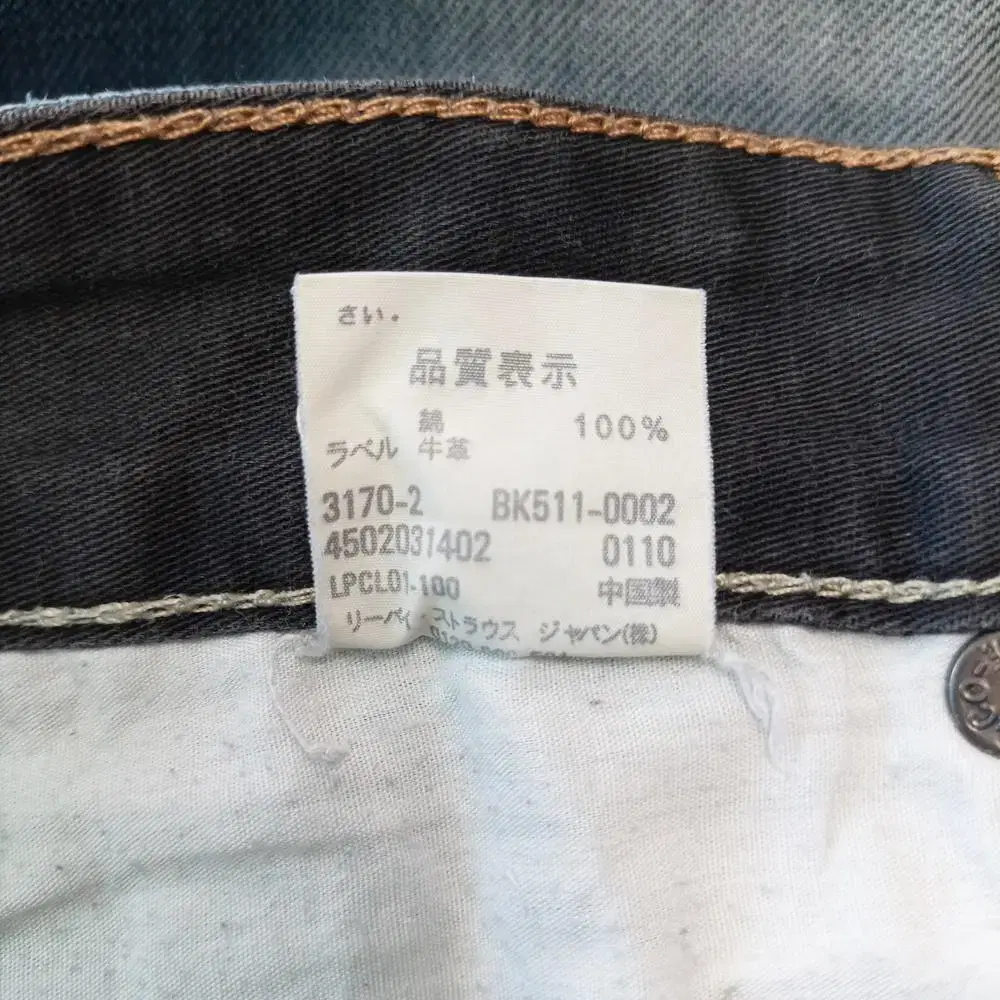 さい.
品質表示
綿 100%
ラベル 牛革
3170-2 BK511-0002
4502031402 0110
LPCL01-100 中国製
リーバイ・ストラウス ジャパン(株)
CO-